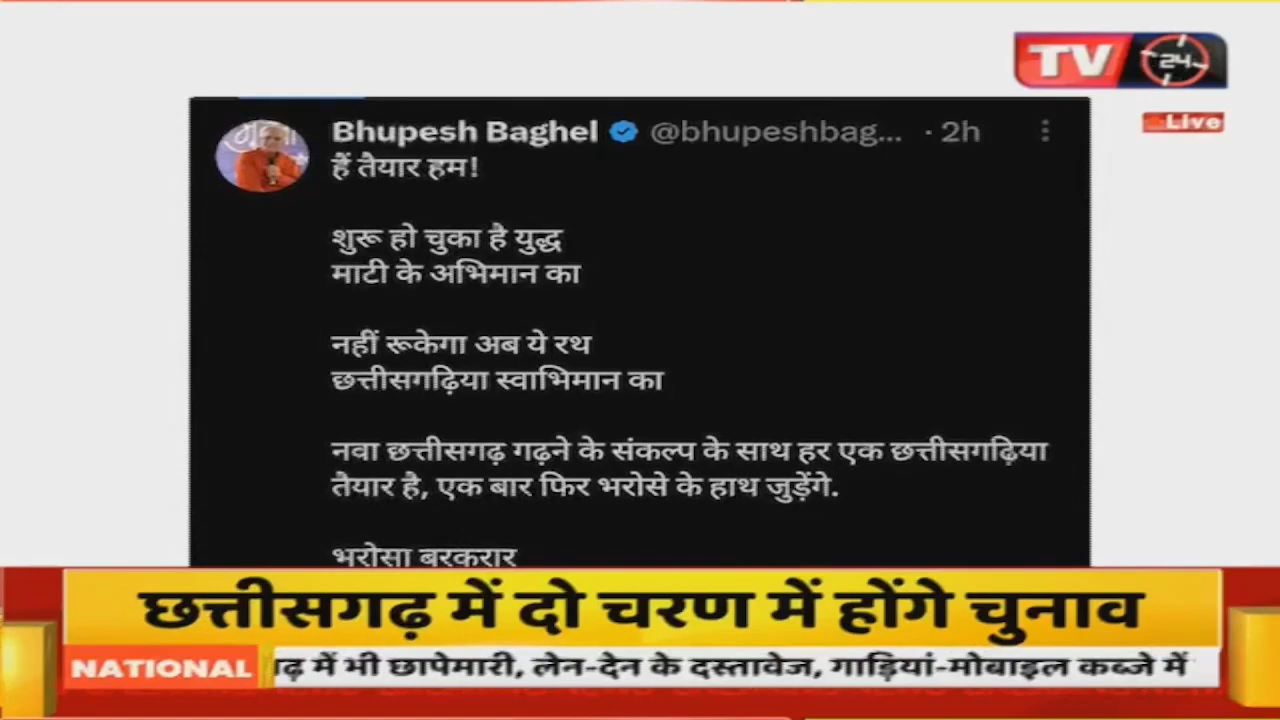 TV 24
Live
Bhupesh Baghel @bhupeshbag... · 2h
हैं तैयार हम!
शुरू हो चुका है युद्ध
माटी के अभिमान का
नहीं रूकेगा अब ये रथ
छत्तीसगढ़िया स्वाभिमान का
नवा छत्तीसगढ़ गढ़ने के संकल्प के साथ हर एक छत्तीसगढ़िया
तैयार है, एक बार फिर भरोसे के हाथ जुड़ेंगे.
भरोसा बरकरार
छत्तीसगढ़ में दो चरण में होंगे चुनाव
NATIONAL ढ़ में भी छापेमारी, लेन-देन के दस्तावेज, गाड़ियां-मोबाइल कब्जे में